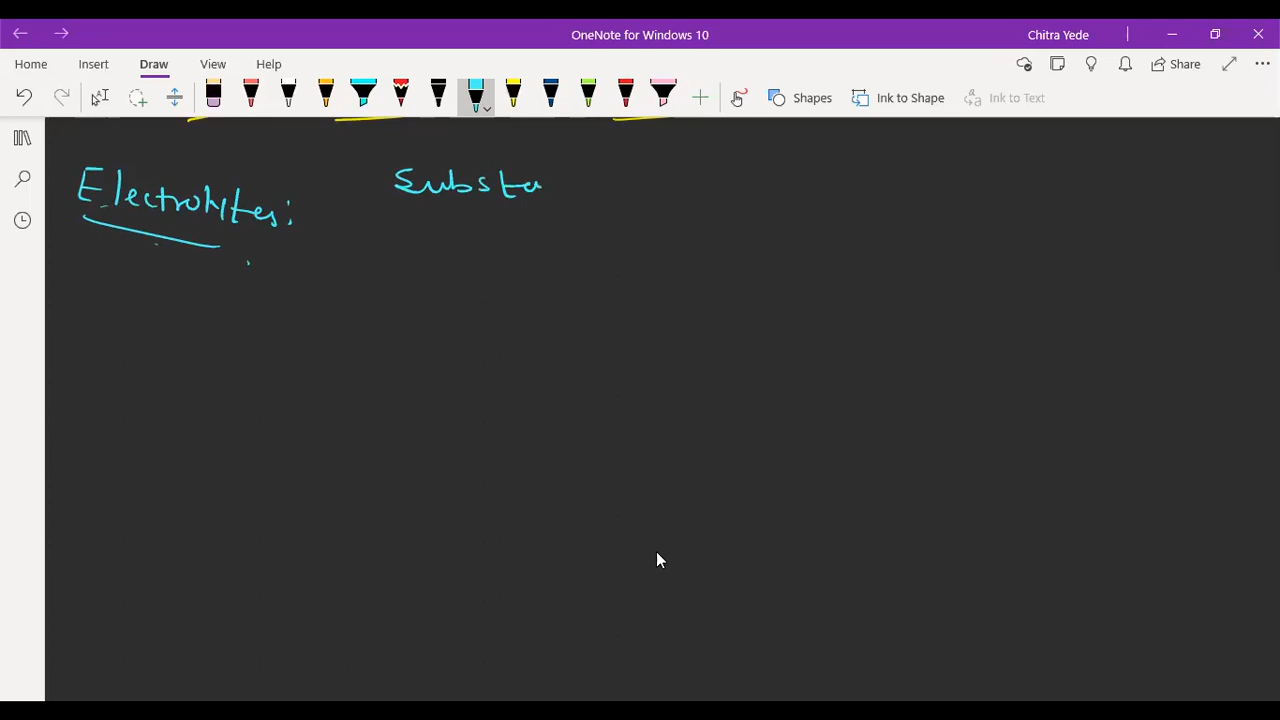 OneNote for Windows 10
Chitra Yede
Home Insert Draw View Help
Share
Shapes Ink to Shape Ink to Text
Electrolytes: Substa